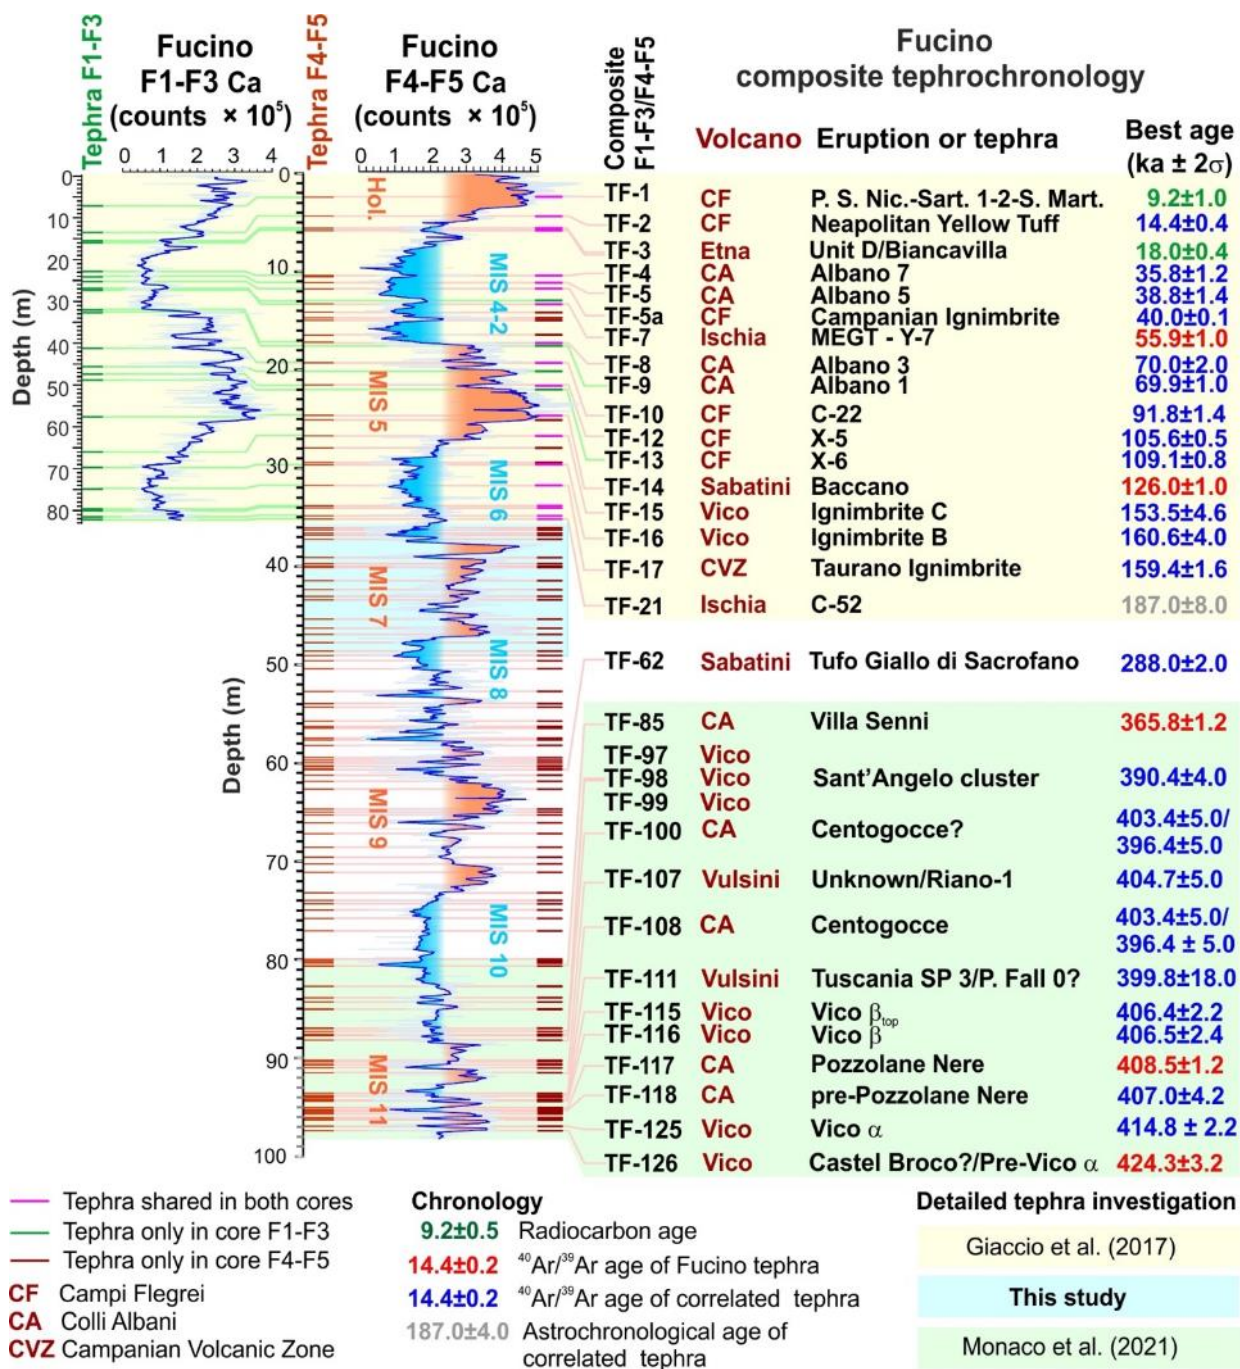 Tephra F1-F3
Fucino
F1-F3 Ca
(counts × 10⁵)
0 1 2 3 4
Depth (m)
0
10
20
30
40
50
60
70
80
Tephra F4-F5
Fucino
F4-F5 Ca
(counts × 10⁵)
0 1 2 3 4 5
Depth (m)
0
10
20
30
40
50
60
70
80
90
100
Hol.
MIS 4-2
MIS 5
MIS 6
MIS 7
MIS 8
MIS 9
MIS 10
MIS 11
Fucino
composite tephrochronology
Composite
F1-F3/F4-F5
Volcano Eruption or tephra Best age
(ka ± 2σ)
TF-1 CF P. S. Nic.-Sart. 1-2-S. Mart. 9.2±1.0
TF-2 CF Neapolitan Yellow Tuff 14.4±0.4
TF-3 Etna Unit D/Biancavilla 18.0±0.4
TF-4 CA Albano 7 35.8±1.2
TF-5 CA Albano 5 38.8±1.4
TF-5a CF Campanian Ignimbrite 40.0±0.1
TF-7 Ischia MEGT - Y-7 55.9±1.0
TF-8 CA Albano 3 70.0±2.0
TF-9 CA Albano 1 69.9±1.0
TF-10 CF C-22 91.8±1.4
TF-12 CF X-5 105.6±0.5
TF-13 CF X-6 109.1±0.8
TF-14 Sabatini Baccano 126.0±1.0
TF-15 Vico Ignimbrite C 153.5±4.6
TF-16 Vico Ignimbrite B 160.6±4.0
TF-17 CVZ Taurano Ignimbrite 159.4±1.6
TF-21 Ischia C-52 187.0±8.0
TF-62 Sabatini Tufo Giallo di Sacrofano 288.0±2.0
TF-85 CA Villa Senni 365.8±1.2
TF-97 Vico
TF-98 Vico Sant'Angelo cluster 390.4±4.0
TF-99 Vico
TF-100 CA Centogocce? 403.4±5.0/
396.4±5.0
TF-107 Vulsini Unknown/Riano-1 404.7±5.0
TF-108 CA Centogocce 403.4±5.0/
396.4 ± 5.0
TF-111 Vulsini Tuscania SP 3/P. Fall 0? 399.8±18.0
TF-115 Vico Vico β top 406.4±2.2
TF-116 Vico Vico β 406.5±2.4
TF-117 CA Pozzolane Nere 408.5±1.2
TF-118 CA pre-Pozzolane Nere 407.0±4.2
TF-125 Vico Vico α 414.8 ± 2.2
TF-126 Vico Castel Broco?/Pre-Vico α 424.3±3.2
Tephra shared in both cores
Tephra only in core F1-F3
Tephra only in core F4-F5
CF Campi Flegrei
CA Colli Albani
CVZ Campanian Volcanic Zone
Chronology
9.2±0.5 Radiocarbon age
14.4±0.2 ⁴⁰Ar/³⁹Ar age of Fucino tephra
14.4±0.2 ⁴⁰Ar/³⁹Ar age of correlated tephra
187.0±4.0 Astrochronological age of
correlated tephra
Detailed tephra investigation
Giaccio et al. (2017)
This study
Monaco et al. (2021)